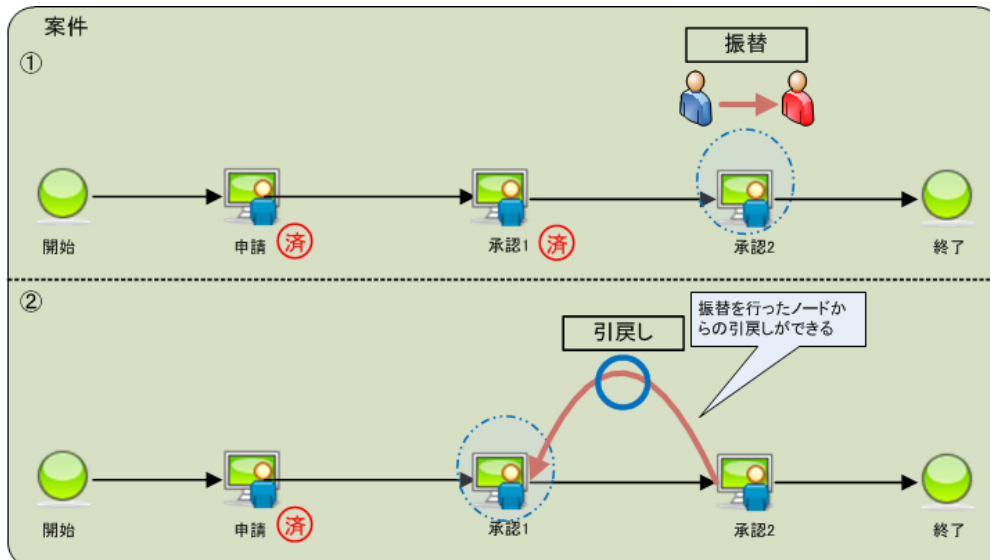 案件
①
振替
開始
申請
済
承認1
済
承認2
終了
②
振替を行ったノードか
らの引戻しができる
引戻し
開始
申請
済
承認1
承認2
終了